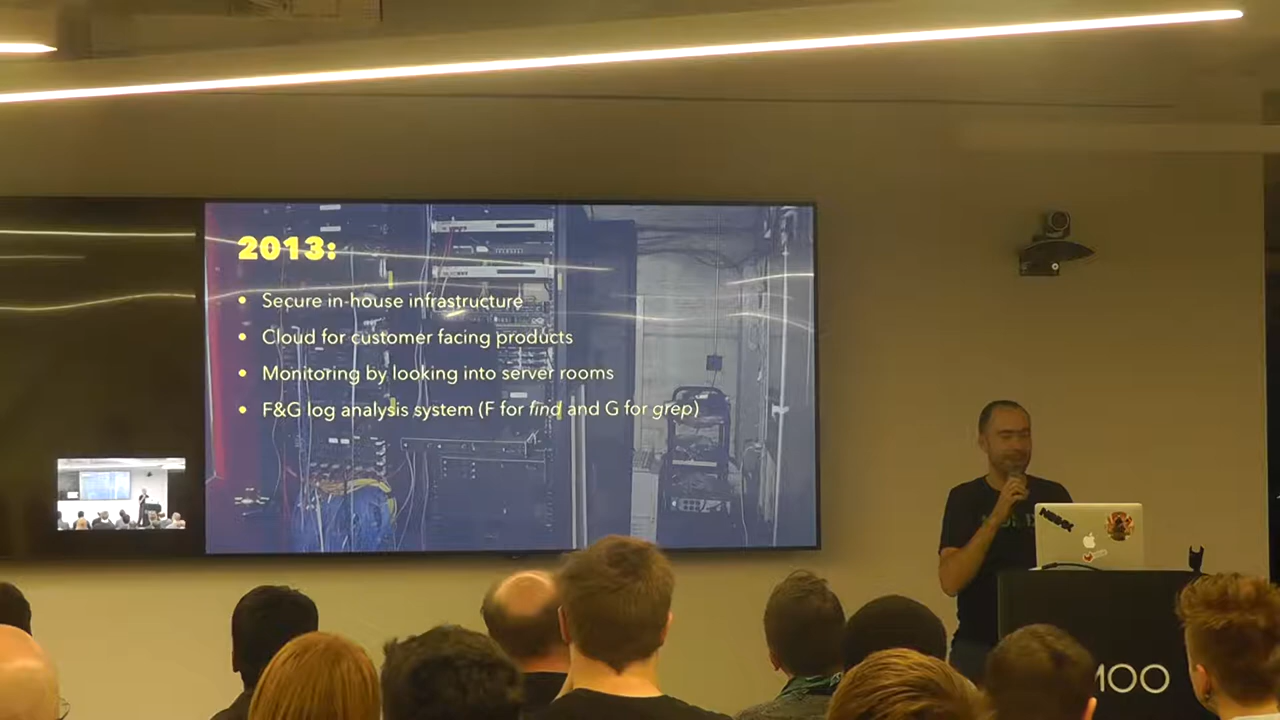 2013:
• Secure in-house infrastructure
• Cloud for customer facing products
• Monitoring by looking into server rooms
• F&G log analysis system (F for find and G for grep)
MOO